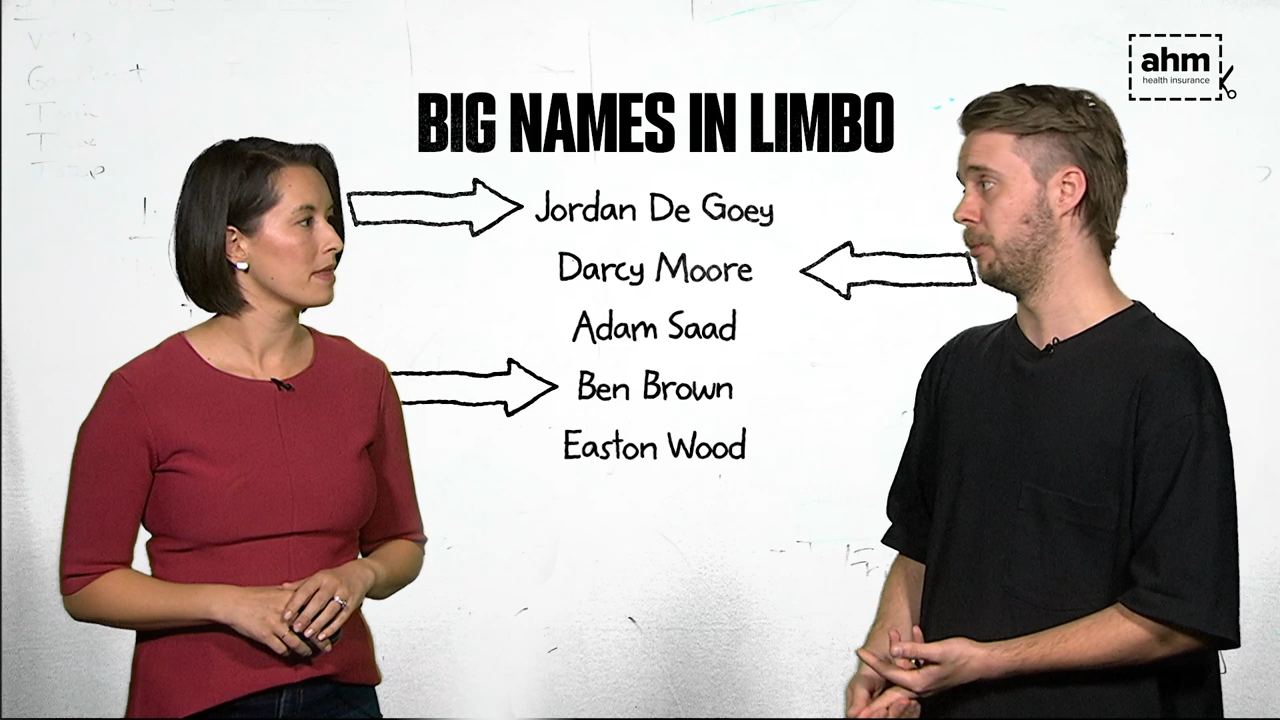 ahm
health insurance
BIG NAMES IN LIMBO
Jordan De Goey
Darcy Moore
Adam Saad
Ben Brown
Easton Wood